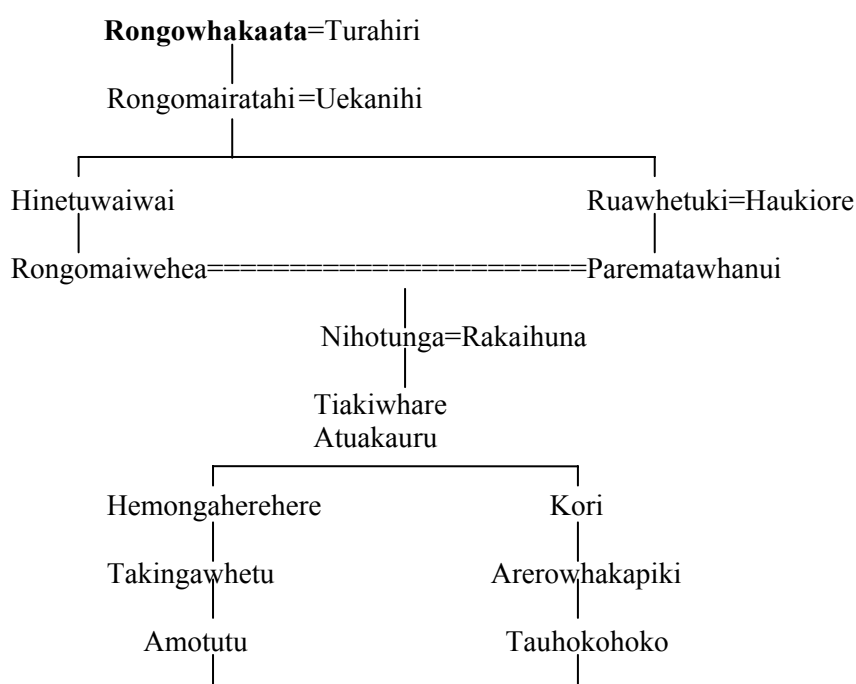 Rongowhakaata=Turahiri
Rongomairatahi=Uekanihi
Hinetuwaiwai Ruawhetuki=Haukiore
Rongomaiwehea=======================Parematawhanui
Nihotunga=Rakaihuna
Tiakiwhare
Atuakauru
Hemongaherehere Kori
Takingawhetu Arerowhakapiki
Amotutu Tauhokohoko